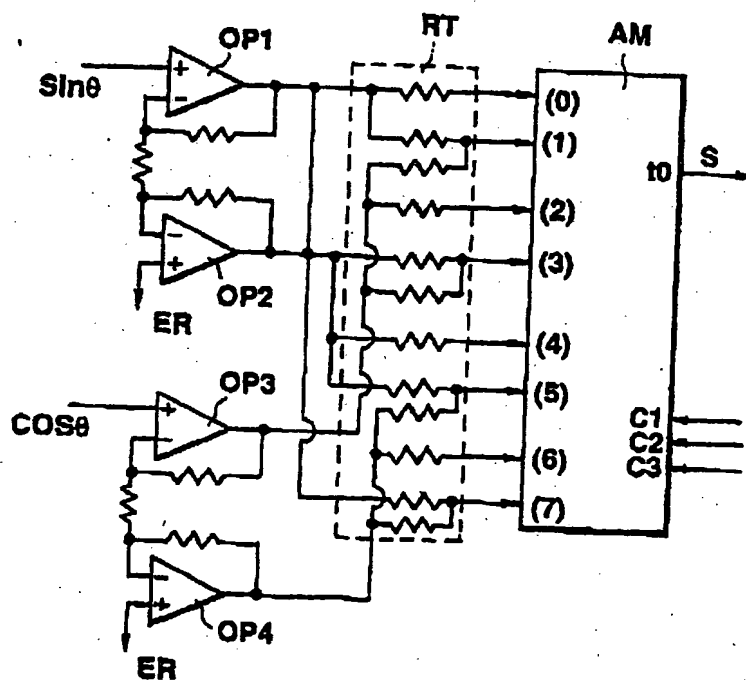 RT
AM
OP1
Sinθ
(0)
(1)
t0
S
(2)
(3)
OP2
ER
(4)
OP3
(5)
COSθ
C1
C2
(6)
C3
(7)
OP4
ER